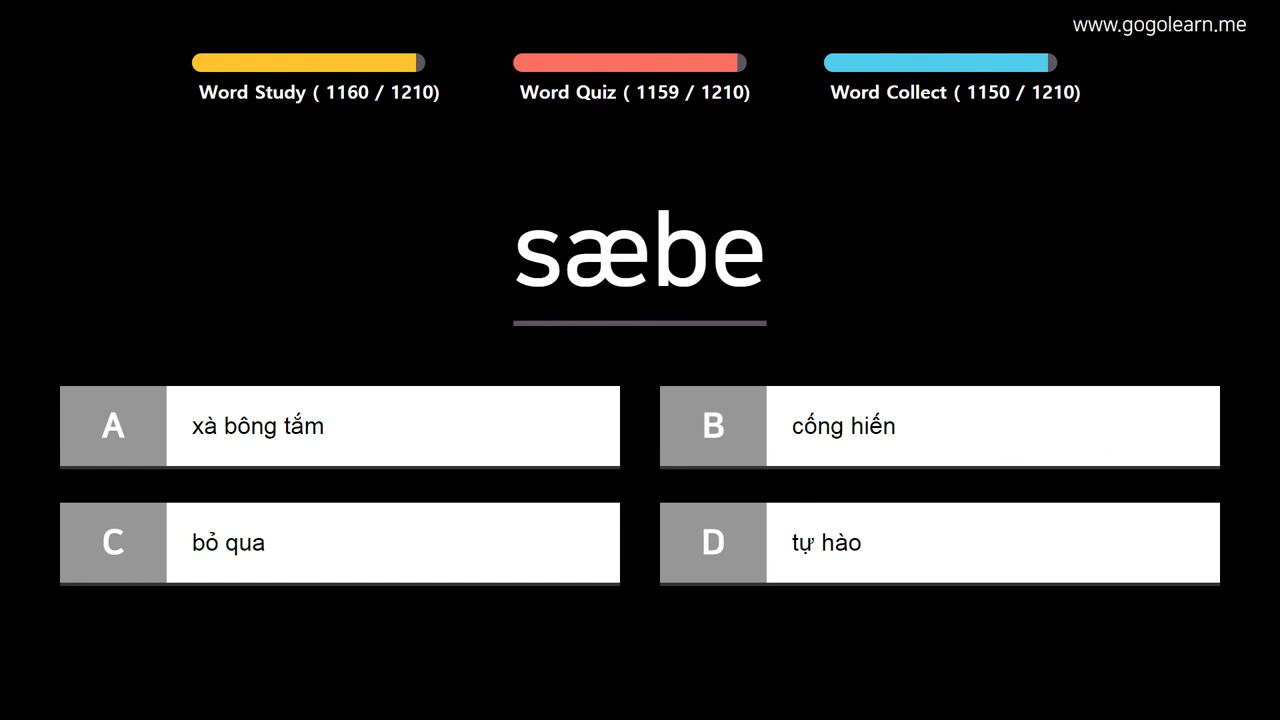 www.gogolearn.me
Word Study ( 1160 / 1210)
Word Quiz ( 1159 / 1210)
Word Collect ( 1150 / 1210)
sæbe
A
xà bông tắm
B
cống hiến
C
bỏ qua
D
tự hào